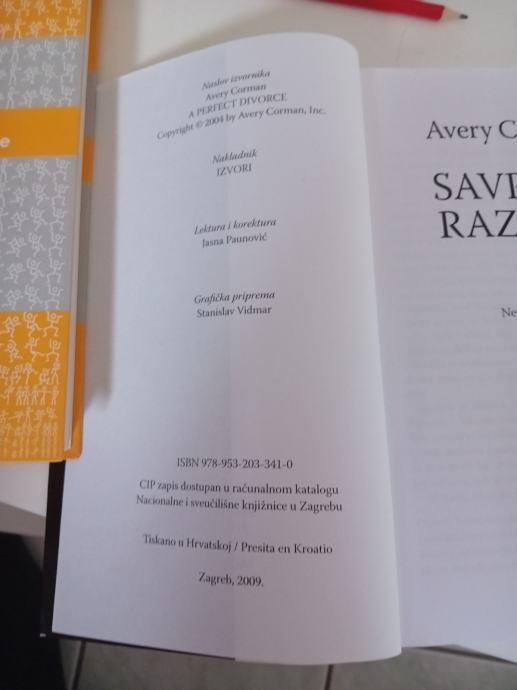 Naslov izvornika
Avery Corman
A PERFECT DIVORCE
Copyright © 2004 by Avery Corman, Inc.
Nakladnik
IZVORI
Lektura i korektura
Jasna Paunović
Grafička priprema
Stanislav Vidmar
ISBN 978-953-203-341-0
CIP zapis dostupan u računalnom katalogu
Nacionalne i sveučilišne knjižnice u Zagrebu
Tiskano u Hrvatskoj / Presita en Kroatio
Zagreb, 2009.
Avery C
RAZ
Ne
e